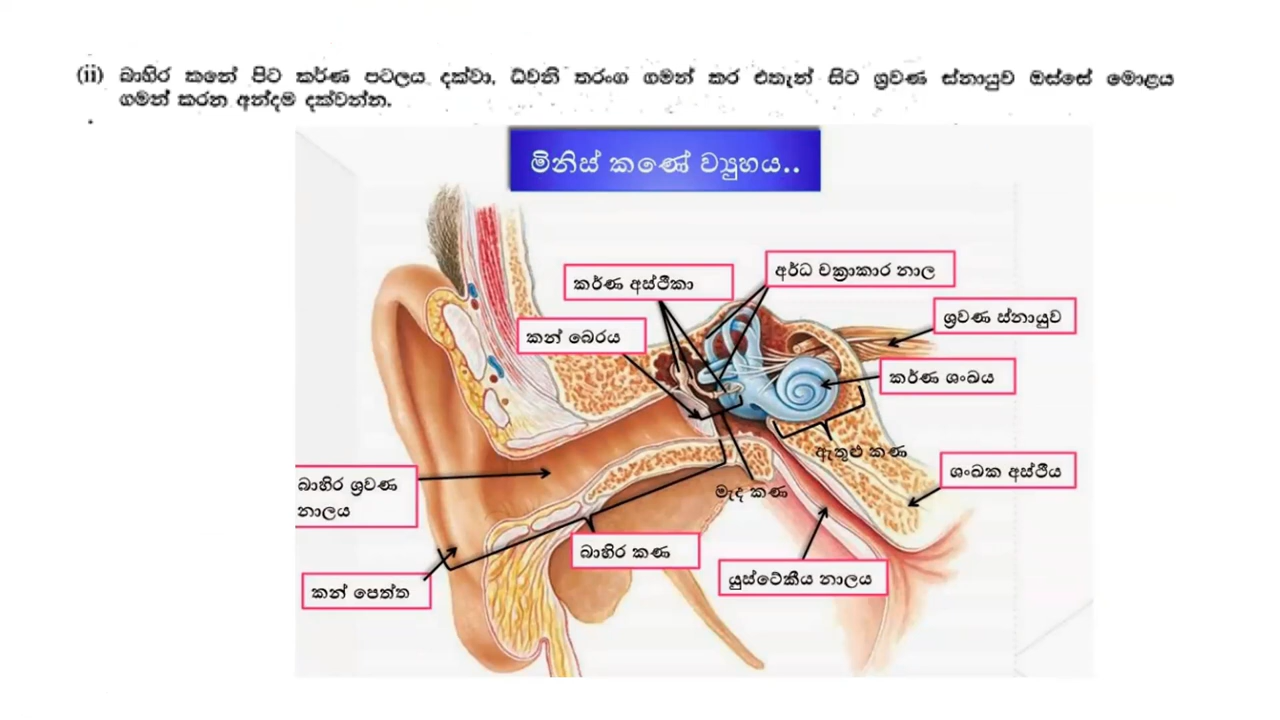 (ii) බාහිර කනේ පිට කර්ණ පටලය දක්වා, ධ්වනි තරංග ගමන් කර එතැන් සිට ශ්‍රවණ ස්නායුව ඔස්සේ මොළය
ගමන් කරන අන්දම දක්වන්න.
මිනිස් කණේ ව්‍යුහය..
කර්ණ අස්ථිකා
අර්ධ චක්‍රාකාර නාල
ශ්‍රවණ ස්නායුව
කන් බෙරය
කර්ණ ශංඛය
ඇතුළු කණ
ශංඛක අස්ථිය
බාහිර ශ්‍රවණ
නාලය
මැද කණ
බාහිර කණ
යුස්ටේකීය නාලය
කන් පෙත්ත